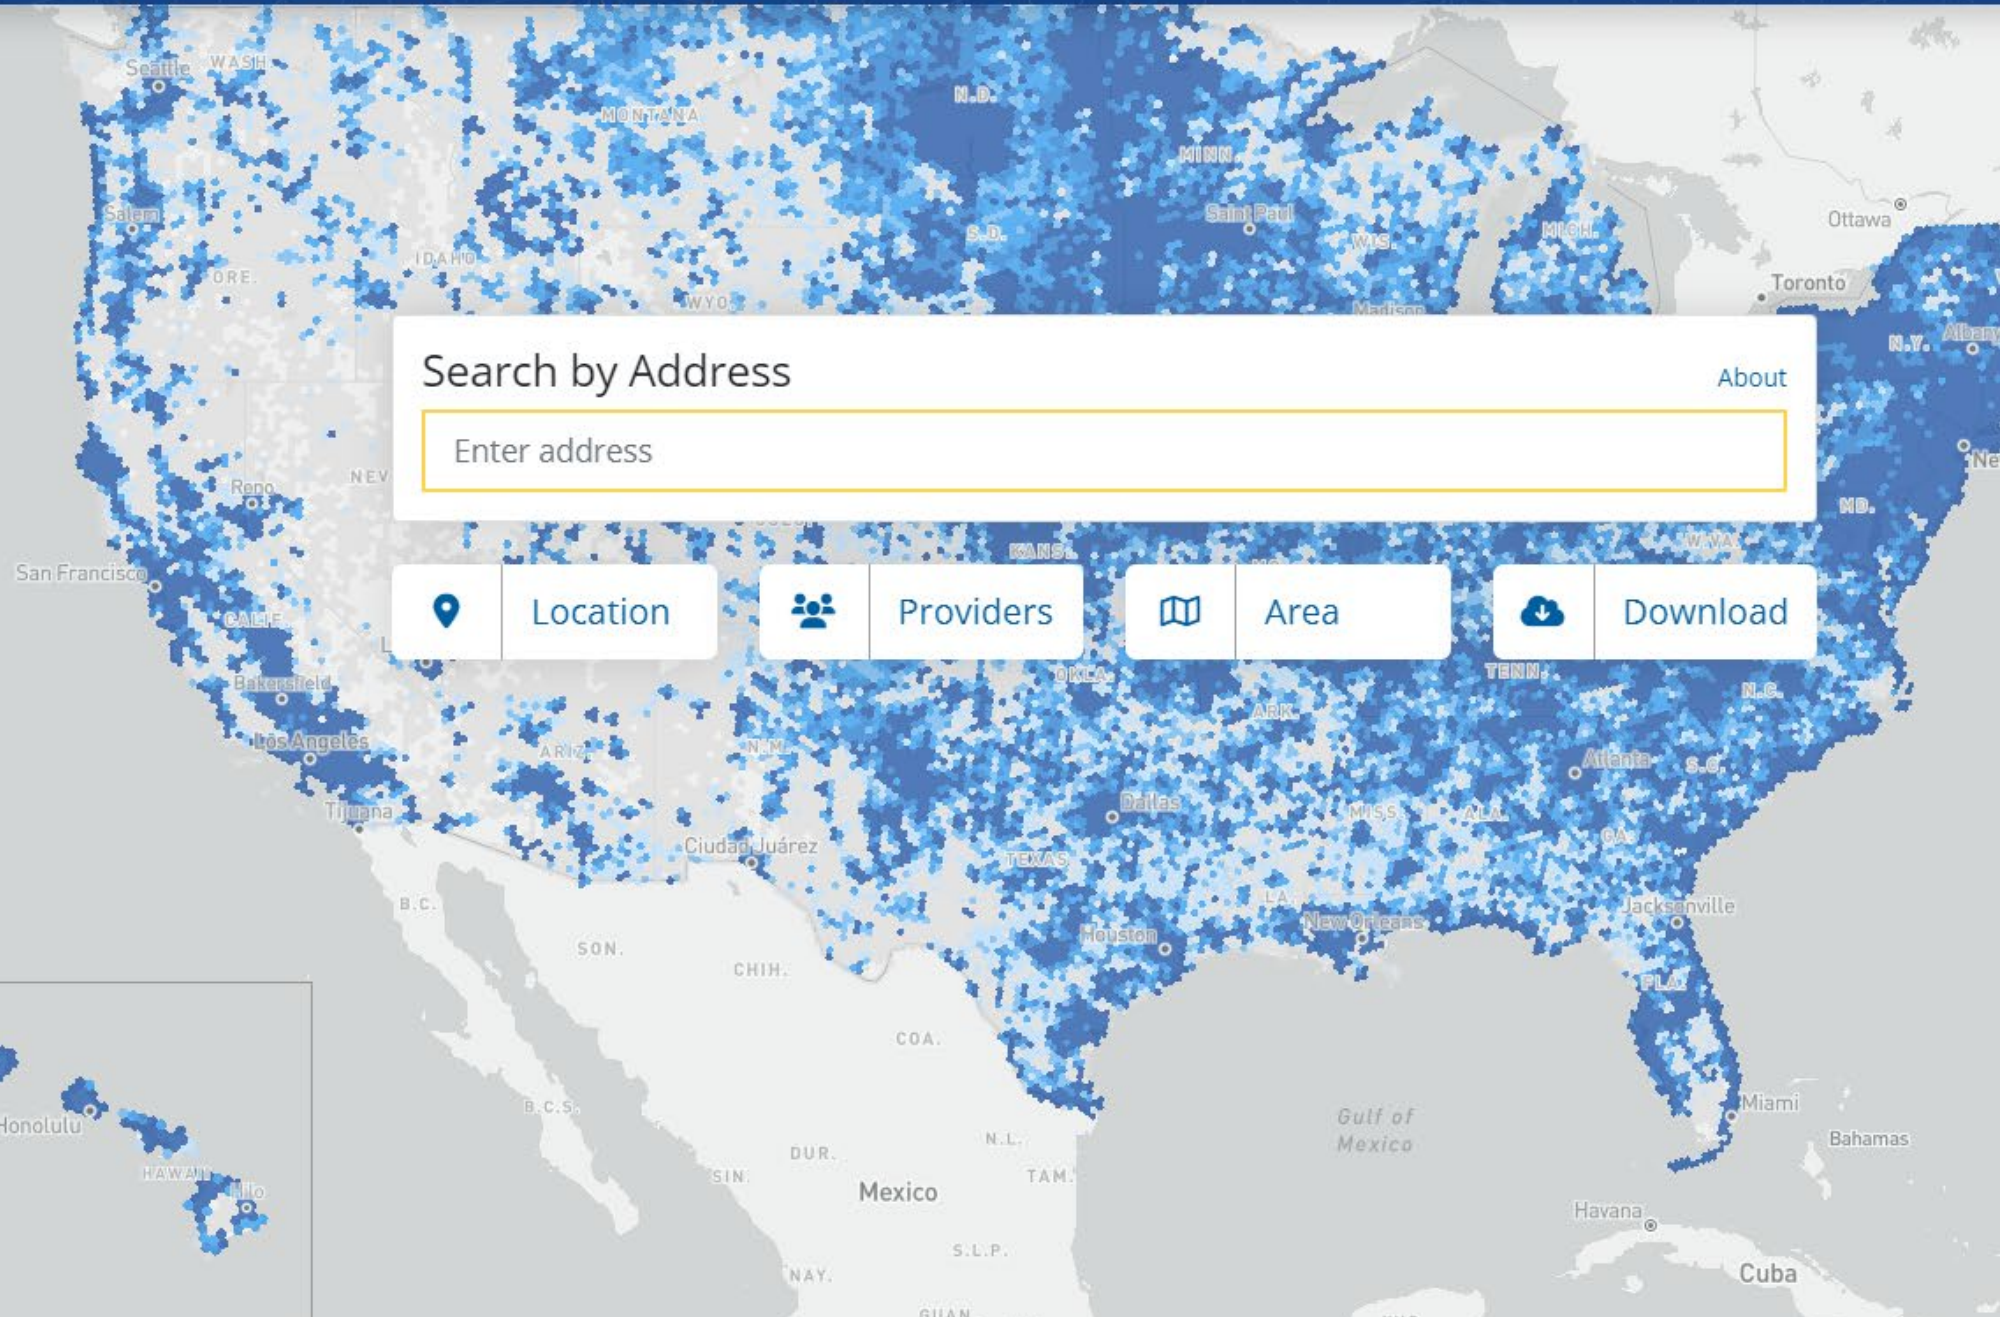 Seattle
WASH.
MONTANA
N.D.
MINN.
Salem
Saint Paul
S.D.
WIS.
MICH.
Ottawa
IDAHO
ORE.
Toronto
WYO.
Madison
N.Y.
Albany
Search by Address
About
Enter address
NEV
Reno
MD.
KANS.
W.VA.
San Francisco
CALIF.
Location
Providers
Area
Download
Bakersfield
OKLA.
TENN.
N.C.
ARK.
Los Angeles
ARIZ.
N.M.
Atlanta
S.C.
Tijuana
Dallas
MISS.
ALA.
GA.
Ciudad Juárez
TEXAS
B.C.
LA.
Jacksonville
New Orleans
Houston
SON.
CHIH.
FLA.
COA.
B.C.S.
Honolulu
Gulf of
Mexico
Miami
Bahamas
N.L.
DUR.
HAWAII
SIN.
TAM.
Hilo
Mexico
Havana
S.L.P.
NAY.
Cuba
GUAN